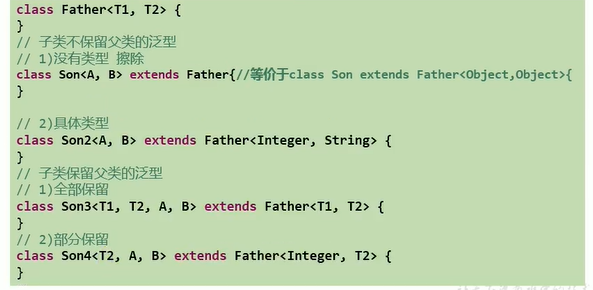 class Father<T1, T2> {
}
// 子类不保留父类的泛型
// 1)没有类型 擦除
class Son<A, B> extends Father{//等价于class Son extends Father<Object,Object>{
}
// 2)具体类型
class Son2<A, B> extends Father<Integer, String> {
}
// 子类保留父类的泛型
// 1)全部保留
class Son3<T1, T2, A, B> extends Father<T1, T2> {
}
// 2)部分保留
class Son4<T2, A, B> extends Father<Integer, T2> {
}